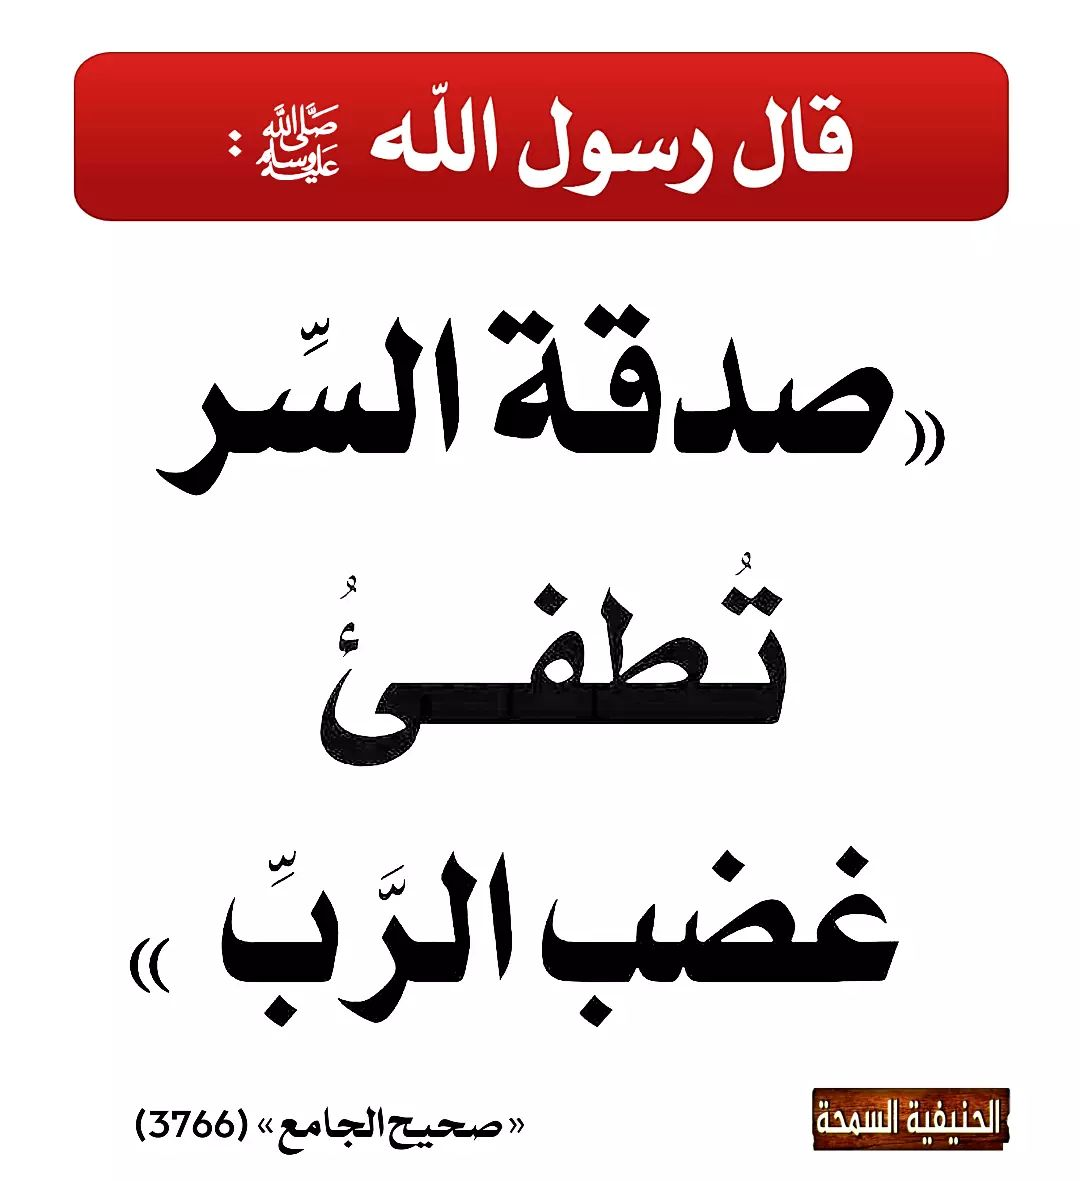 قال رسول الله ﷺ :
«صدقة السِّر
تُطفئُ
غضب الرَّبِّ »
« صحيح الجامع » (3766)
الحنيفية السمحة